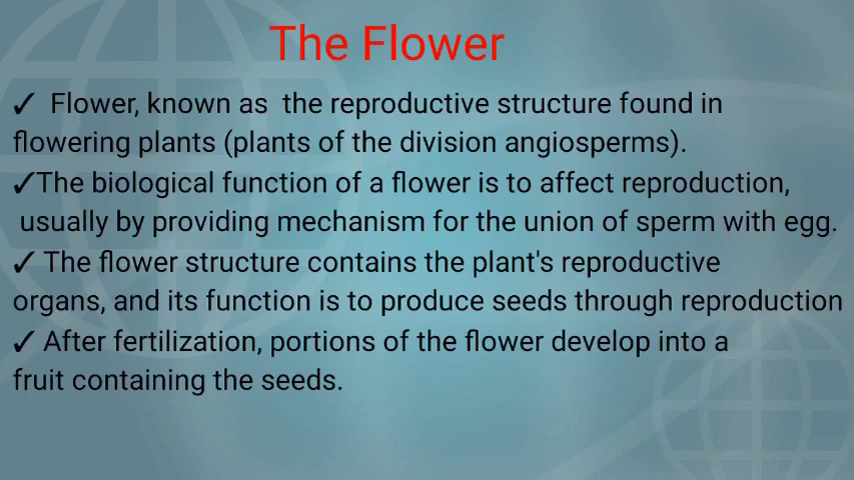 The Flower
✓ Flower, known as the reproductive structure found in
flowering plants (plants of the division angiosperms).
✓The biological function of a flower is to affect reproduction,
usually by providing mechanism for the union of sperm with egg.
✓ The flower structure contains the plant's reproductive
organs, and its function is to produce seeds through reproduction
✓ After fertilization, portions of the flower develop into a
fruit containing the seeds.